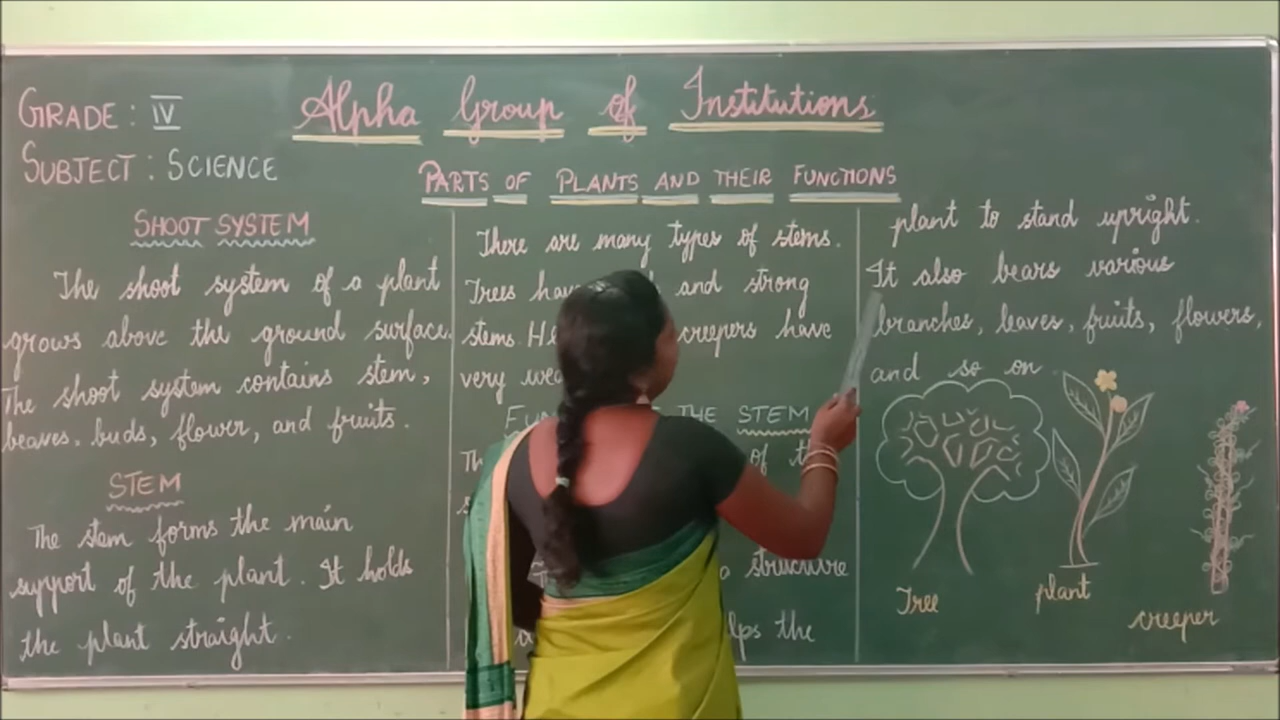 GRADE : IV
Alpha Group of Institutions
SUBJECT : SCIENCE
PARTS OF PLANTS AND THEIR FUNCTIONS
SHOOT SYSTEM
The shoot system of a plant
grows above the ground surface.
The shoot system contains stem,
leaves, buds, flower, and fruits.
STEM
The stem forms the main
support of the plant. It holds
the plant straight.
There are many types of stems.
Trees and strong
stems. creepers have
very
THE STEM
of
structure
the
plant to stand upright.
It also bears various
branches, leaves, fruits, flowers,
and so on
Tree
plant
creeper